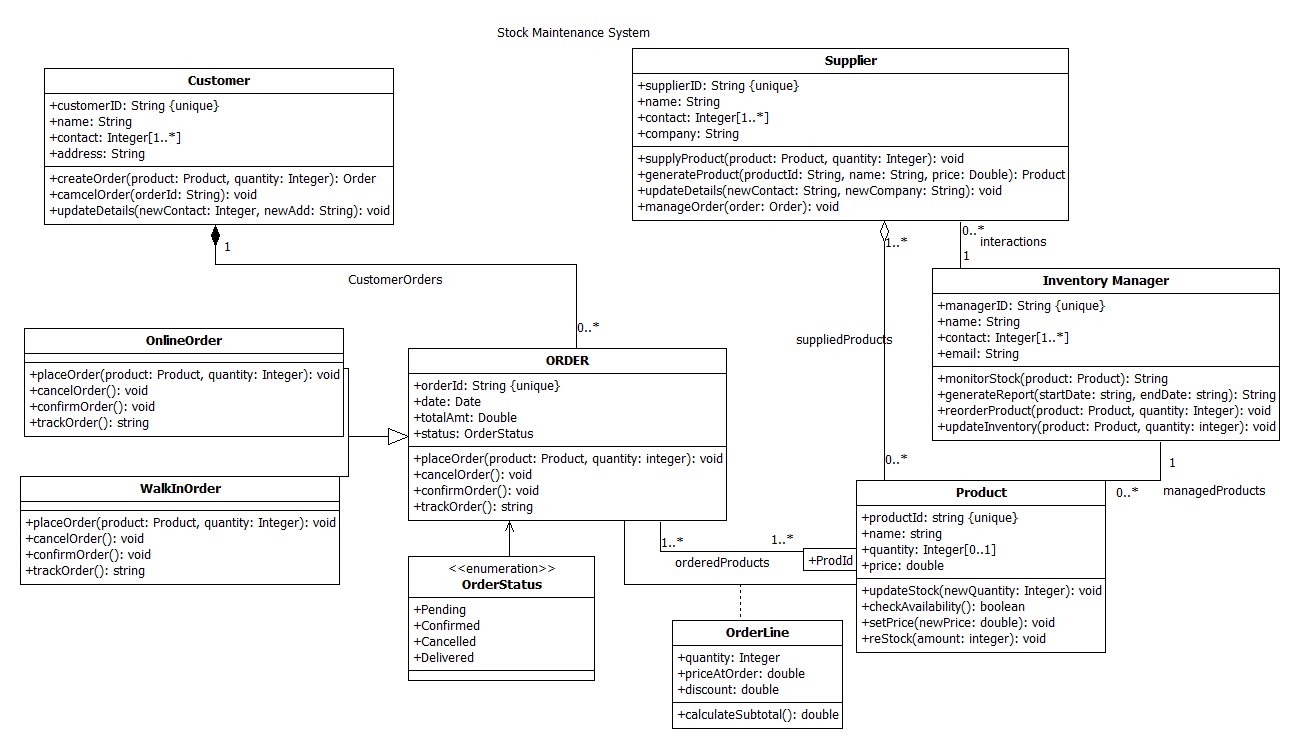 Stock Maintenance System
Customer
+customerID: String {unique}
+name: String
+contact: Integer[1..*]
+address: String
+createOrder(product: Product, quantity: Integer): Order
+camcelOrder(orderId: String): void
+updateDetails(newContact: Integer, newAdd: String): void
1
CustomerOrders
0..*
Supplier
+supplierID: String {unique}
+name: String
+contact: Integer[1..*]
+company: String
+supplyProduct(product: Product, quantity: Integer): void
+generateProduct(productId: String, name: String, price: Double): Product
+updateDetails(newContact: String, newCompany: String): void
+manageOrder(order: Order): void
1..*
suppliedProducts
0..*
0..*
interactions
1
Inventory Manager
+managerID: String {unique}
+name: String
+contact: Integer[1..*]
+email: String
+monitorStock(product: Product): String
+generateReport(startDate: string, endDate: string): String
+reorderProduct(product: Product, quantity: Integer): void
+updateInventory(product: Product, quantity: integer): void
1
0..*
managedProducts
OnlineOrder
+placeOrder(product: Product, quantity: Integer): void
+cancelOrder(): void
+confirmOrder(): void
+trackOrder(): string
WalkInOrder
+placeOrder(product: Product, quantity: Integer): void
+cancelOrder(): void
+confirmOrder(): void
+trackOrder(): string
ORDER
+orderId: String {unique}
+date: Date
+totalAmt: Double
+status: OrderStatus
+placeOrder(product: Product, quantity: integer): void
+cancelOrder(): void
+confirmOrder(): void
+trackOrder(): string
1..*
1..*
orderedProducts
+ProdId
Product
+productId: string {unique}
+name: string
+quantity: Integer[0..1]
+price: double
+updateStock(newQuantity: Integer): void
+checkAvailability(): boolean
+setPrice(newPrice: double): void
+reStock(amount: integer): void
<<enumeration>>
OrderStatus
+Pending
+Confirmed
+Cancelled
+Delivered
OrderLine
+quantity: Integer
+priceAtOrder: double
+discount: double
+calculateSubtotal(): double